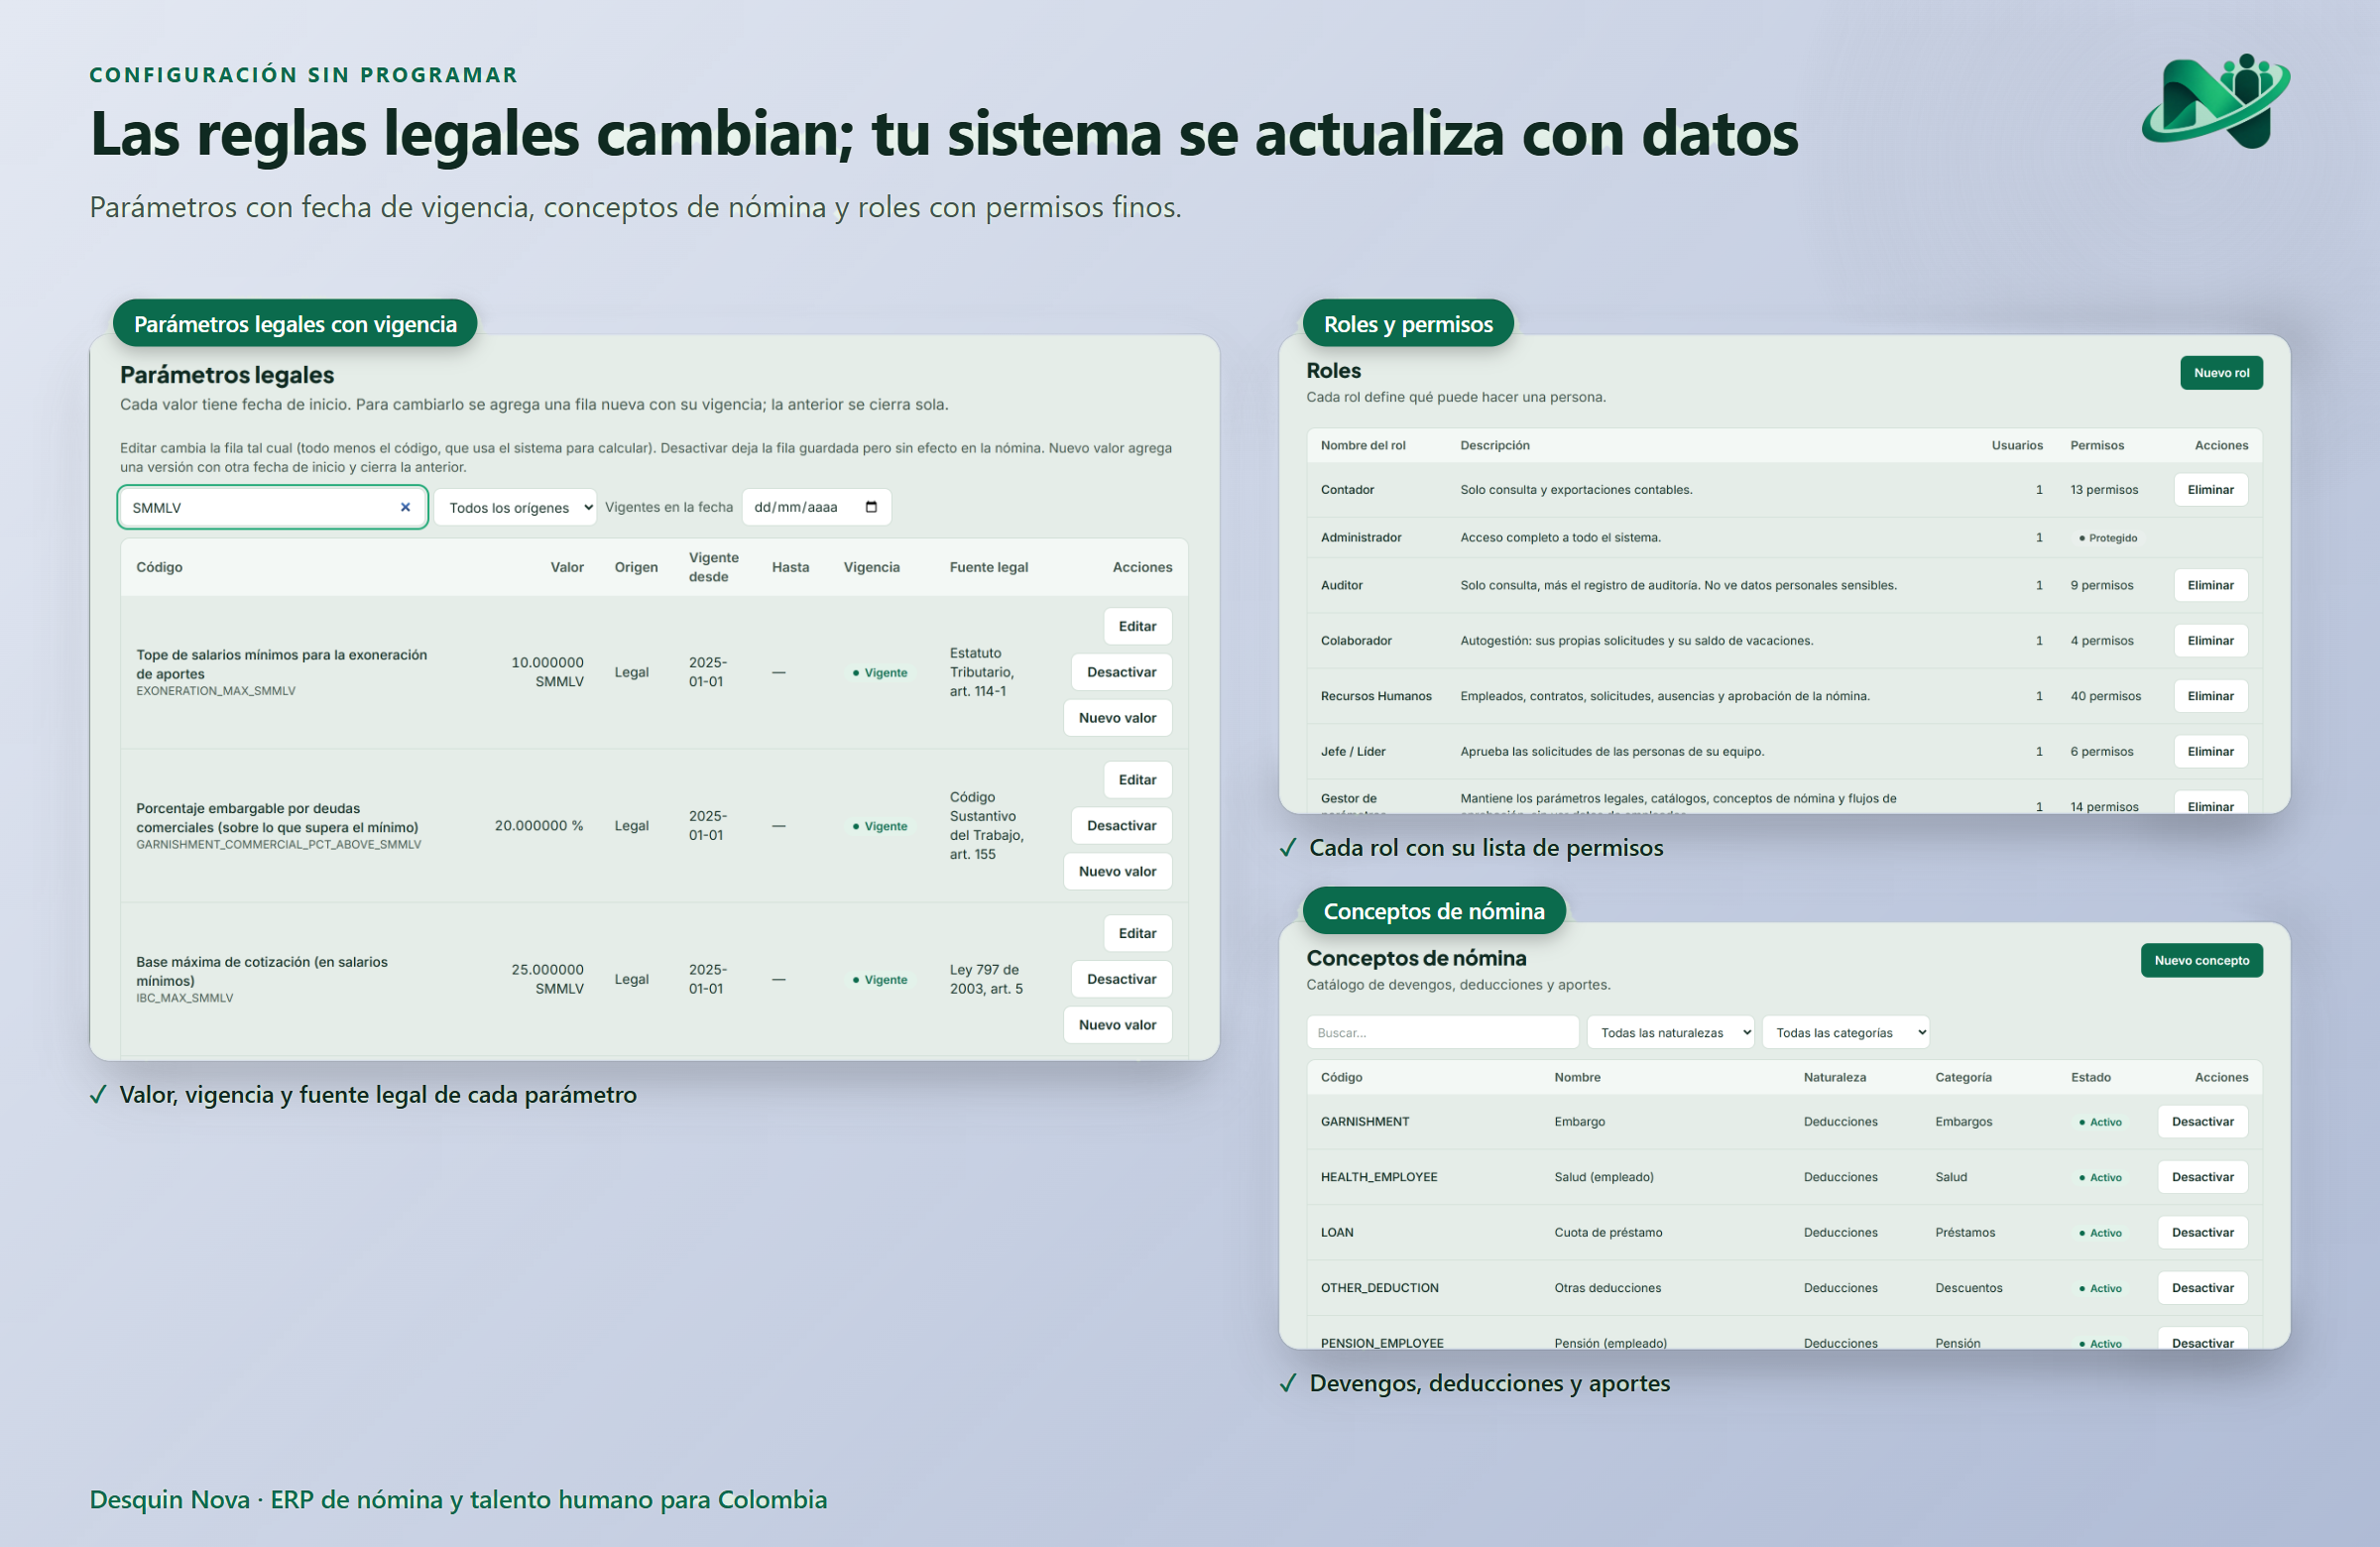 CONFIGURACIÓN SIN PROGRAMAR
Las reglas legales cambian; tu sistema se actualiza con datos
Parámetros con fecha de vigencia, conceptos de nómina y roles con permisos finos.
Parámetros legales con vigencia
Parámetros legales
Cada valor tiene fecha de inicio. Para cambiarlo se agrega una fila nueva con su vigencia; la anterior se cierra sola.
Editar cambia la fila tal cual (todo menos el código, que usa el sistema para calcular). Desactivar deja la fila guardada pero sin efecto en la nómina. Nuevo valor agrega
una versión con otra fecha de inicio y cierra la anterior.
SMMLV × Todos los orígenes Vigentes en la fecha dd/mm/aaaa
Código Valor Origen Vigente desde Hasta Vigencia Fuente legal Acciones
Tope de salarios mínimos para la exoneración
de aportes
EXONERATION_MAX_SMMLV
10.000000
SMMLV
Legal
2025-
01-01
—
Vigente
Estatuto
Tributario,
art. 114-1
Editar
Desactivar
Nuevo valor
Porcentaje embargable por deudas
comerciales (sobre lo que supera el mínimo)
GARNISHMENT_COMMERCIAL_PCT_ABOVE_SMMLV
20.000000 %
Legal
2025-
01-01
—
Vigente
Código
Sustantivo
del Trabajo,
art. 155
Editar
Desactivar
Nuevo valor
Base máxima de cotización (en salarios
mínimos)
IBC_MAX_SMMLV
25.000000
SMMLV
Legal
2025-
01-01
—
Vigente
Ley 797 de
2003, art. 5
Editar
Desactivar
Nuevo valor
✓ Valor, vigencia y fuente legal de cada parámetro
Roles y permisos
Roles
Nuevo rol
Cada rol define qué puede hacer una persona.
Nombre del rol Descripción Usuarios Permisos Acciones
Contador Solo consulta y exportaciones contables. 1 13 permisos Eliminar
Administrador Acceso completo a todo el sistema. 1 Protegido
Auditor Solo consulta, más el registro de auditoría. No ve datos personales sensibles. 1 9 permisos Eliminar
Colaborador Autogestión: sus propias solicitudes y su saldo de vacaciones. 1 4 permisos Eliminar
Recursos Humanos Empleados, contratos, solicitudes, ausencias y aprobación de la nómina. 1 40 permisos Eliminar
Jefe / Líder Aprueba las solicitudes de las personas de su equipo. 1 6 permisos Eliminar
Gestor de Mantiene los parámetros legales, catálogos, conceptos de nómina y flujos de 1 14 permisos Eliminar
✓ Cada rol con su lista de permisos
Conceptos de nómina
Conceptos de nómina
Nuevo concepto
Catálogo de devengos, deducciones y aportes.
Buscar... Todas las naturalezas Todas las categorías
Código Nombre Naturaleza Categoría Estado Acciones
GARNISHMENT Embargo Deducciones Embargos Activo Desactivar
HEALTH_EMPLOYEE Salud (empleado) Deducciones Salud Activo Desactivar
LOAN Cuota de préstamo Deducciones Préstamos Activo Desactivar
OTHER_DEDUCTION Otras deducciones Deducciones Descuentos Activo Desactivar
PENSION_EMPLOYEE Pensión (empleado) Deducciones Pensión Activo Desactivar
✓ Devengos, deducciones y aportes
Desquin Nova · ERP de nómina y talento humano para Colombia